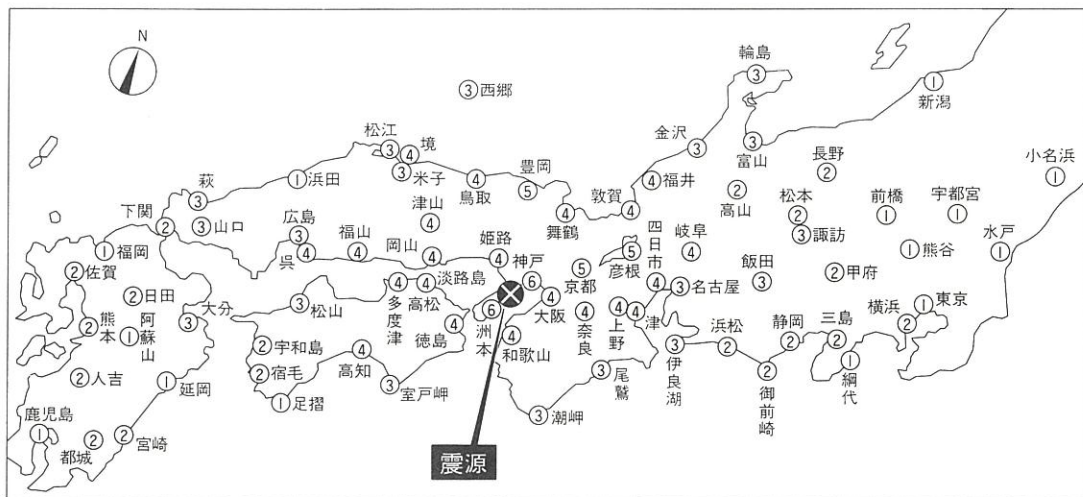 N
③西郷
輪島
③
①
新潟
松江
③
境
④
③
米子
金沢
③
③
富山
長野
②
小名浜
①
萩
③
①浜田
④
鳥取
豊岡
⑤
敦賀
④
④福井
②
高山
松本
②
③諏訪
前橋
①
宇都宮
①
下関
②
③山口
広島
③
④
呉
福山
④
津山
④
岡山
④
姫路
④
④
舞鶴
⑤
彦根
四日市
④
岐阜
④
①熊谷
水戸
①
①
福岡
②佐賀
②日田
大分
③
③
松山
④
多度津
④
高松
淡路島
神戸
⑥
⑤
京都
④
大阪
④
奈良
④
上野
④
津
③名古屋
飯田
③
②甲府
横浜
②
①東京
②
熊本
①
阿蘇山
②
宇和島
②
宿毛
④
高知
④
徳島
⑥
洲本
④
和歌山
③
尾鷲
③
伊良湖
②
浜松
②
静岡
②
三島
②
御前崎
①
網代
②人吉
①
延岡
①足摺
③
室戸岬
③潮岬
鹿児島
①
②
都城
②
宮崎
震源